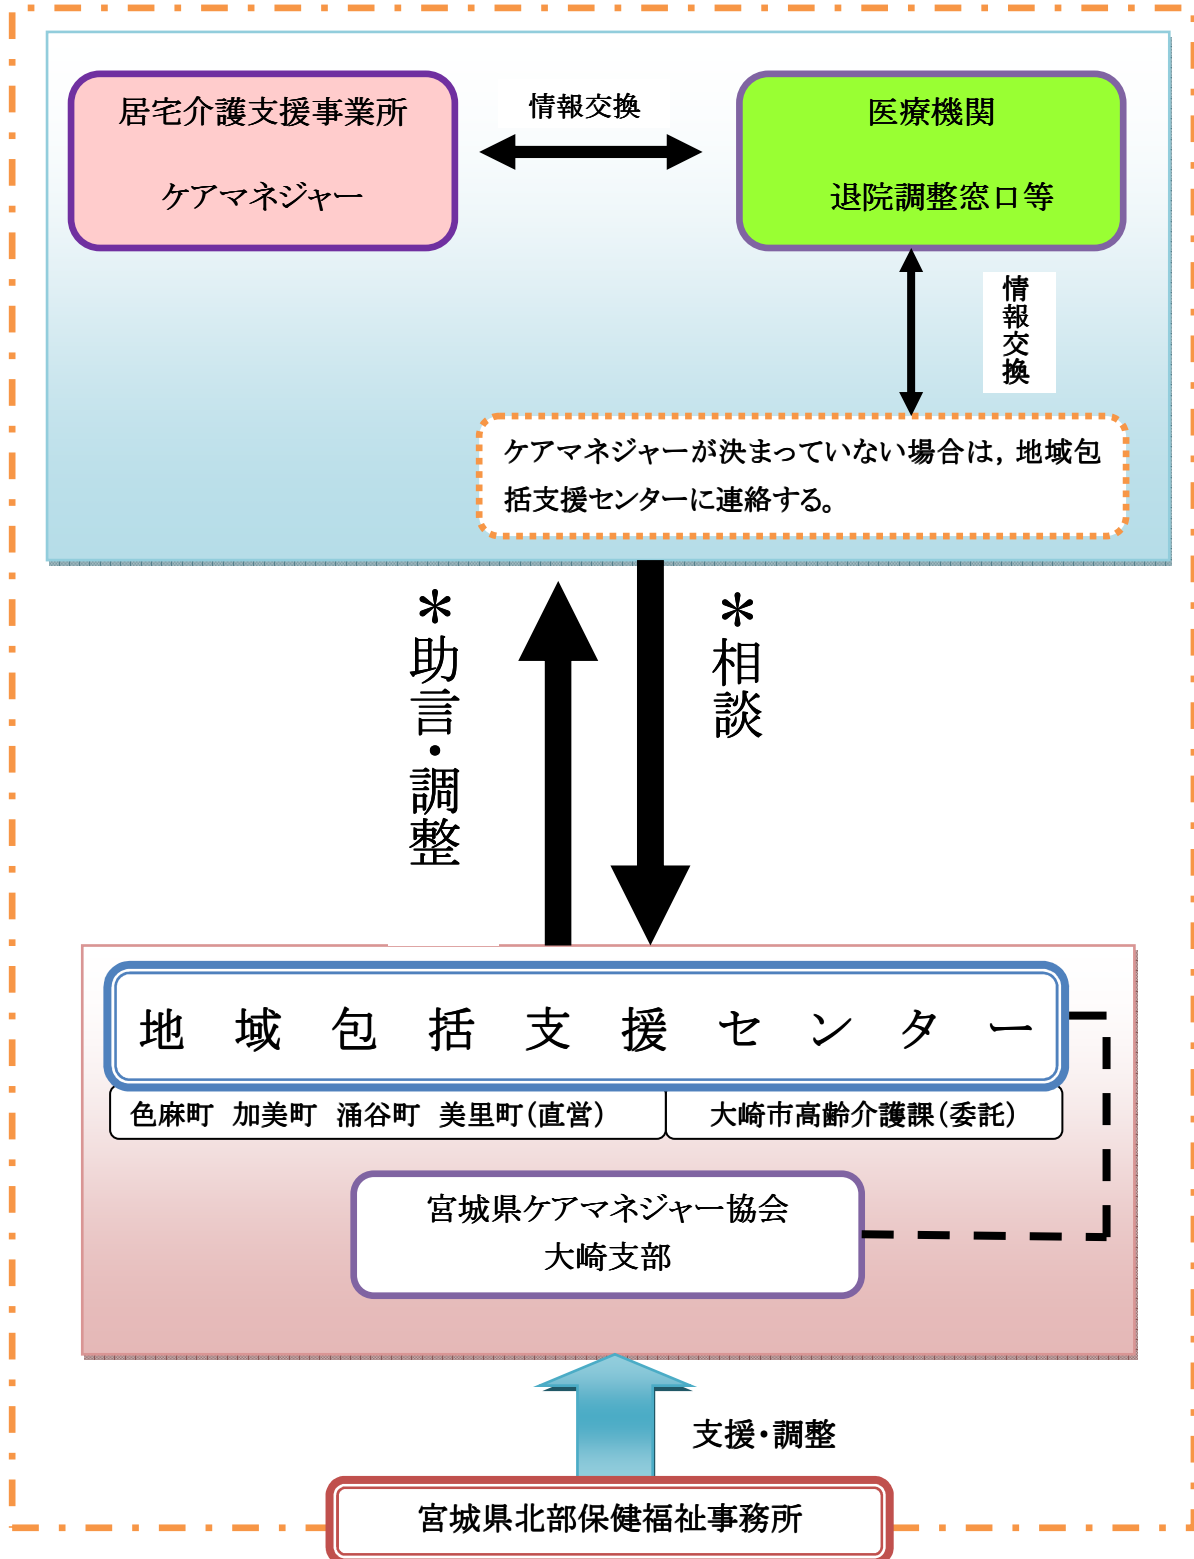 居宅介護支援事業所
ケアマネジャー
情報交換
医療機関
退院調整窓口等
情報交換
ケアマネジャーが決まっていない場合は,地域包
括支援センターに連絡する。
＊助言・調整
＊相談
地域包括支援センター
色麻町 加美町 涌谷町 美里町(直営)
大崎市高齢介護課(委託)
宮城県ケアマネジャー協会
大崎支部
支援・調整
宮城県北部保健福祉事務所